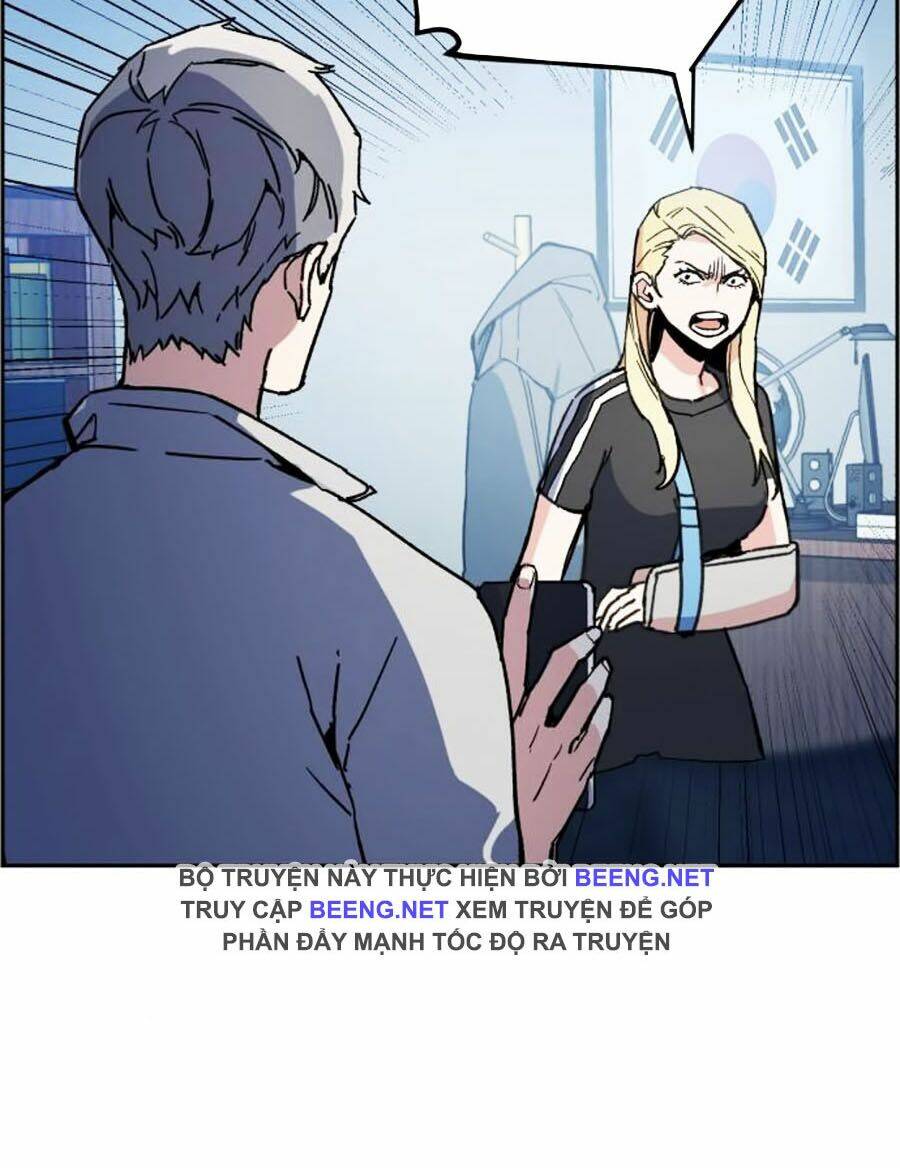 BỘ TRUYỆN NÀY THỰC HIỆN BỞI BEENG.NET
TRUY CẬP BEENG.NET XEM TRUYỆN ĐỂ GÓP
PHẦN ĐẨY MẠNH TỐC ĐỘ RA TRUYỆN